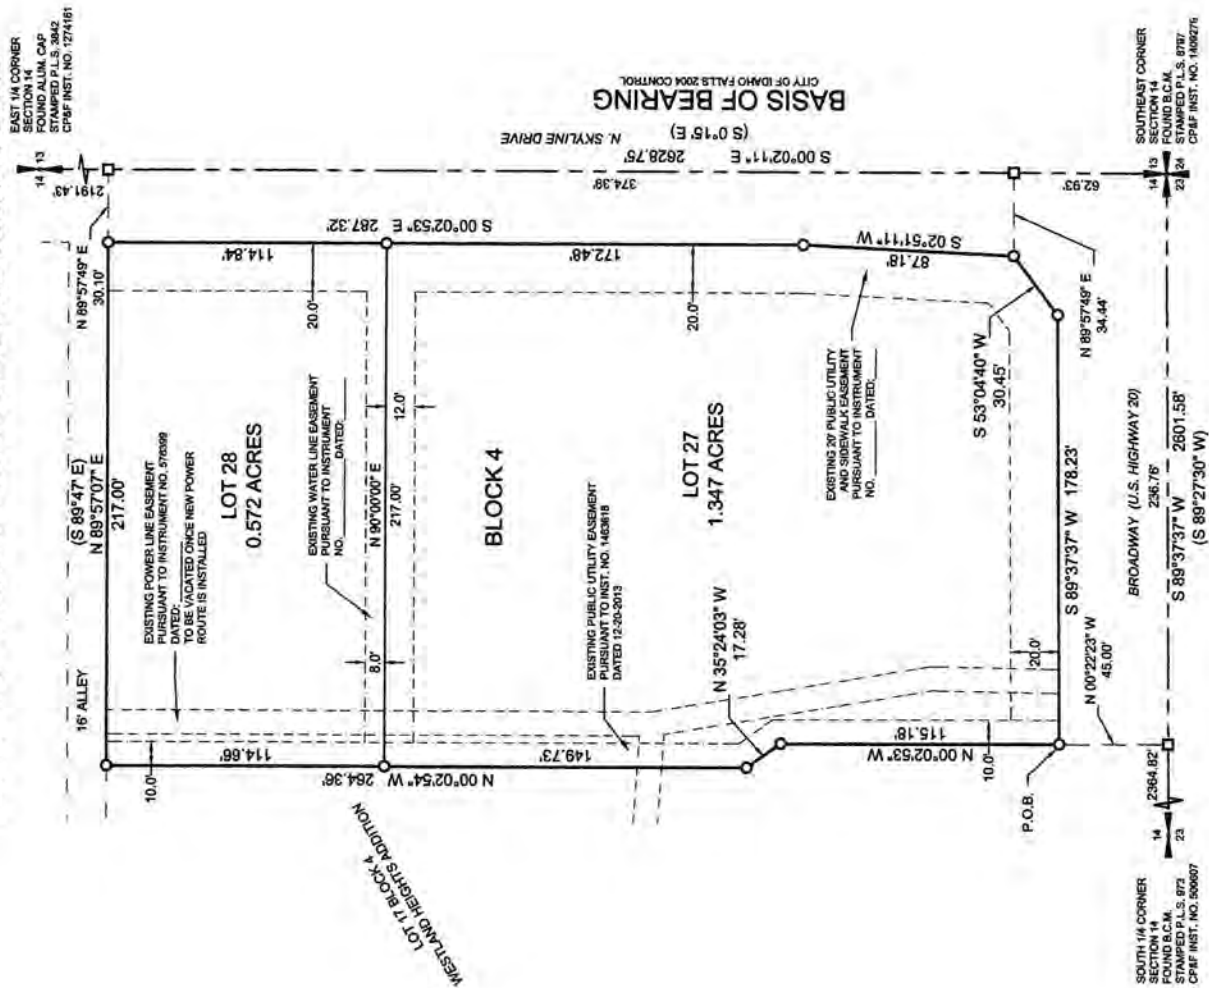 EAST 1/4 CORNER
SECTION 14
FOUND ALUM. CAP
STAMPED P.L.S. 3842
CP&F INST. NO. 1274161
14 13
2191.43'
N 89°57'49" E
30.10'
(S 89°47' E)
N 89°57'07" E
217.00'
16' ALLEY
EXISTING POWER LINE EASEMENT
PURSUANT TO INSTRUMENT NO. 576399
DATED:
TO BE VACATED ONCE NEW POWER
ROUTE IS INSTALLED
LOT 28
0.572 ACRES
114.84'
287.32'
S 00°02'53" E
20.0'
10.0'
114.66'
264.36'
N 00°02'54" W
EXISTING WATER LINE EASEMENT
PURSUANT TO INSTRUMENT
NO. DATED:
8.0'
N 90°00'00" E
217.00'
12.0'
LOT 17 BLOCK 4
WESTLAND HEIGHTS ADDITION
BLOCK 4
172.48'
20.0'
LOT 27
1.347 ACRES
149.73'
EXISTING PUBLIC UTILITY EASEMENT
PURSUANT TO INST. NO. 1463618
DATED 12-20-2013
N 35°24'03" W
17.28'
EXISTING 20' PUBLIC UTILITY
AND SIDEWALK EASEMENT
PURSUANT TO INSTRUMENT
NO. DATED:
S 02°51'11" W
87.18'
S 53°04'40" W
30.45'
N 89°57'49" E
34.44'
115.18'
N 00°02'53" W
10.0'
20.0'
S 89°37'37" W 178.23'
N 00°22'23" W
45.00'
P.O.B.
N. SKYLINE DRIVE
S 00°02'11" E 2628.75'
(S 0°15' E)
BASIS OF BEARING
CITY OF IDAHO FALLS 2004 CONTROL
374.39'
62.93'
BROADWAY (U.S. HIGHWAY 20)
236.76'
S 89°37'37" W 2601.58'
(S 89°27'30" W)
2364.82'
14
23
SOUTH 1/4 CORNER
SECTION 14
FOUND B.C.M.
STAMPED P.L.S. 973
CP&F INST. NO. 500607
SOUTHEAST CORNER
SECTION 14
FOUND B.C.M.
STAMPED P.L.S. 8797
CP&F INST. NO. 1409276
14 13
23 24